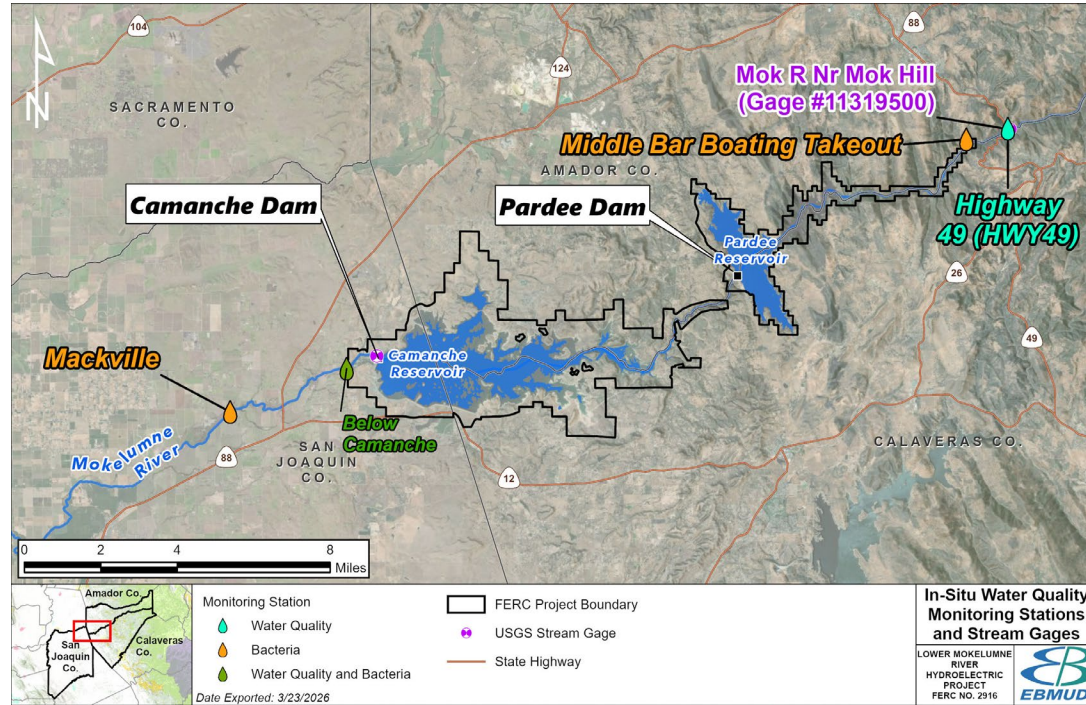 104
88
124
SACRAMENTO
CO.
Mok R Nr Mok Hill
(Gage #11319500)
Middle Bar Boating Takeout
AMADOR CO.
Camanche Dam
Pardee Dam
Highway
49 (HWY49)
Pardee
Reservoir
26
49
Mackville
Camanche
Reservoir
Below
Camanche
SAN
JOAQUIN
CO.
CALAVERAS CO.
Mokelumne
River
88
12
0 2 4 8
Miles
N
Amador Co.
San
Joaquin
Co.
Calaveras
Co.
Monitoring Station
Water Quality
Bacteria
Water Quality and Bacteria
Date Exported: 3/23/2026
FERC Project Boundary
USGS Stream Gage
State Highway
In-Situ Water Quality
Monitoring Stations
and Stream Gages
LOWER MOKELUMNE
RIVER
HYDROELECTRIC
PROJECT
FERC NO. 2916
EBMUD